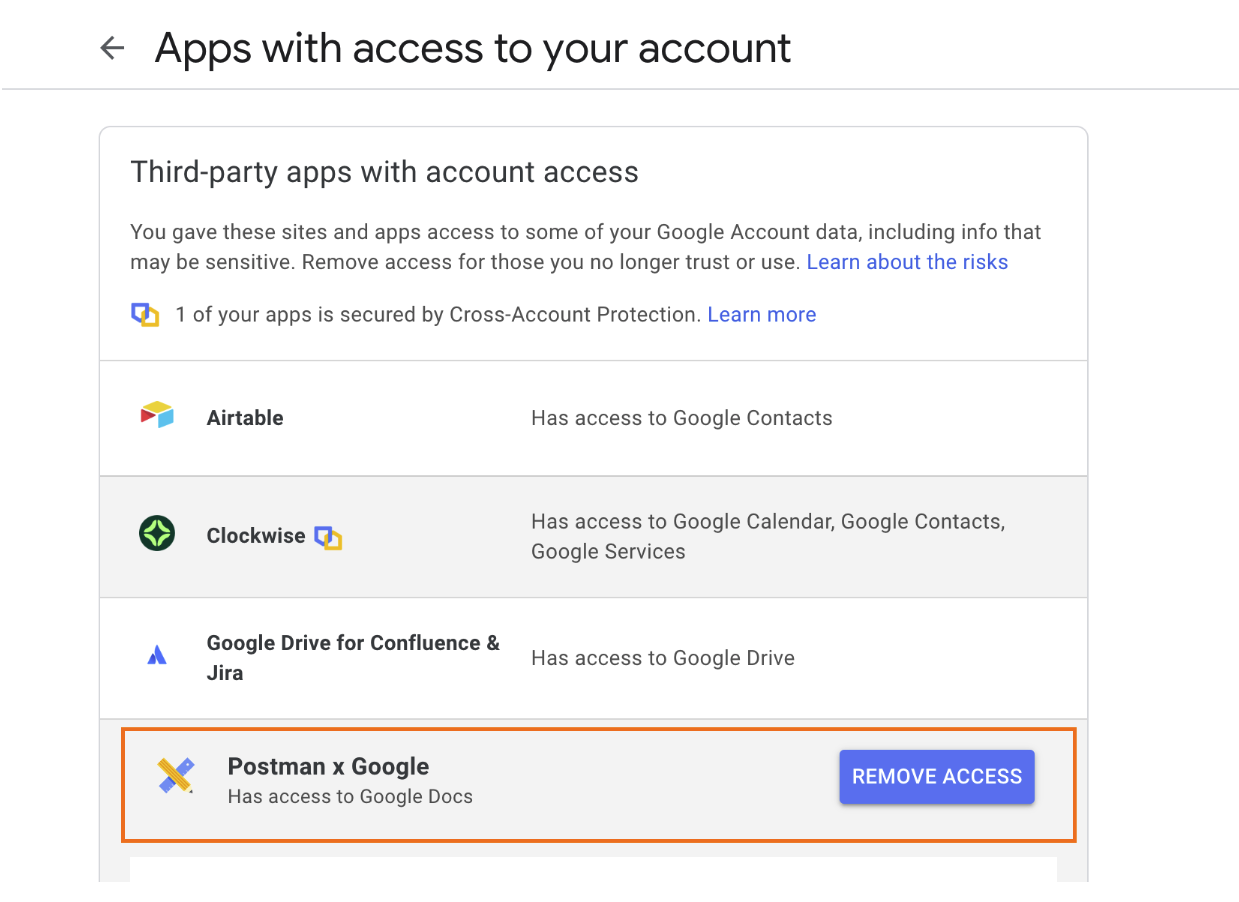 Apps with access to your account
Third-party apps with account access
You gave these sites and apps access to some of your Google Account data, including info that
may be sensitive. Remove access for those you no longer trust or use. Learn about the risks
1 of your apps is secured by Cross-Account Protection. Learn more
Airtable
Has access to Google Contacts
Clockwise
Has access to Google Calendar, Google Contacts,
Google Services
Google Drive for Confluence &
Jira
Has access to Google Drive
Postman x Google
Has access to Google Docs
REMOVE ACCESS